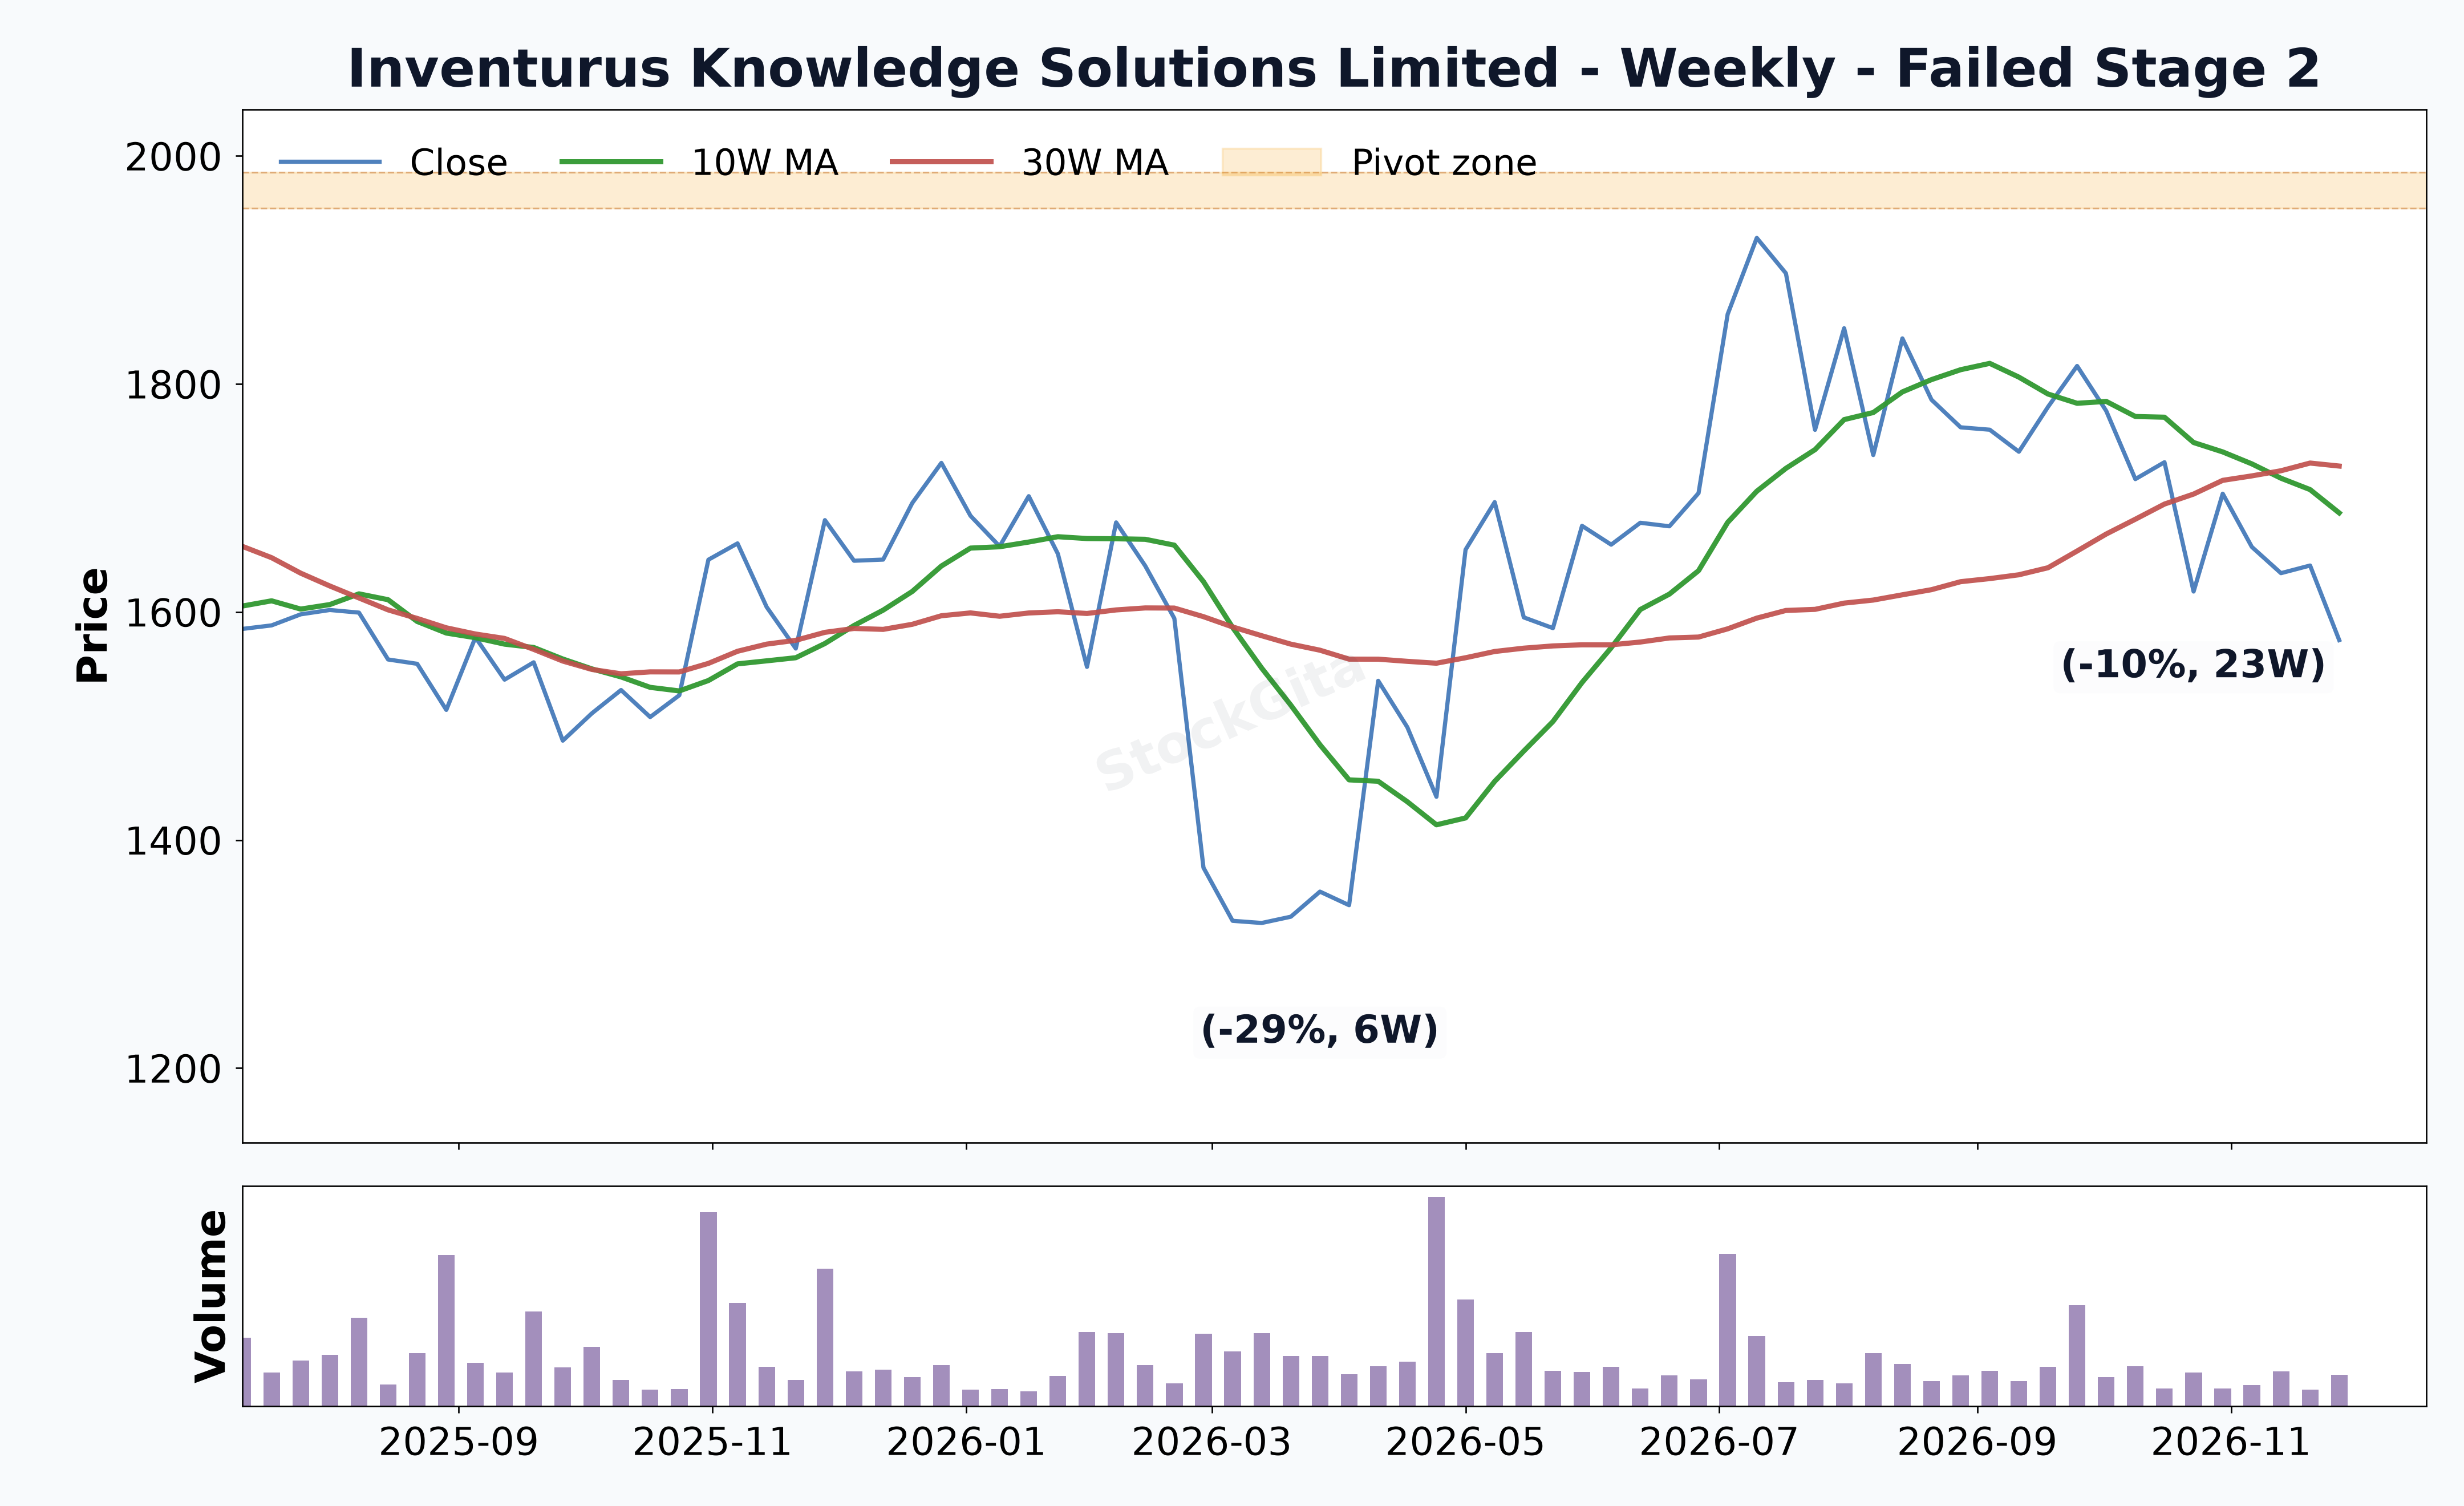 Inventurus Knowledge Solutions Limited - Weekly - Failed Stage 2
Close 10W MA 30W MA Pivot zone
2000
1800
1600
1400
1200
Price
StockGita
(-10%, 23W)
(-29%, 6W)
Volume
2025-09 2025-11 2026-01 2026-03 2026-05 2026-07 2026-09 2026-11